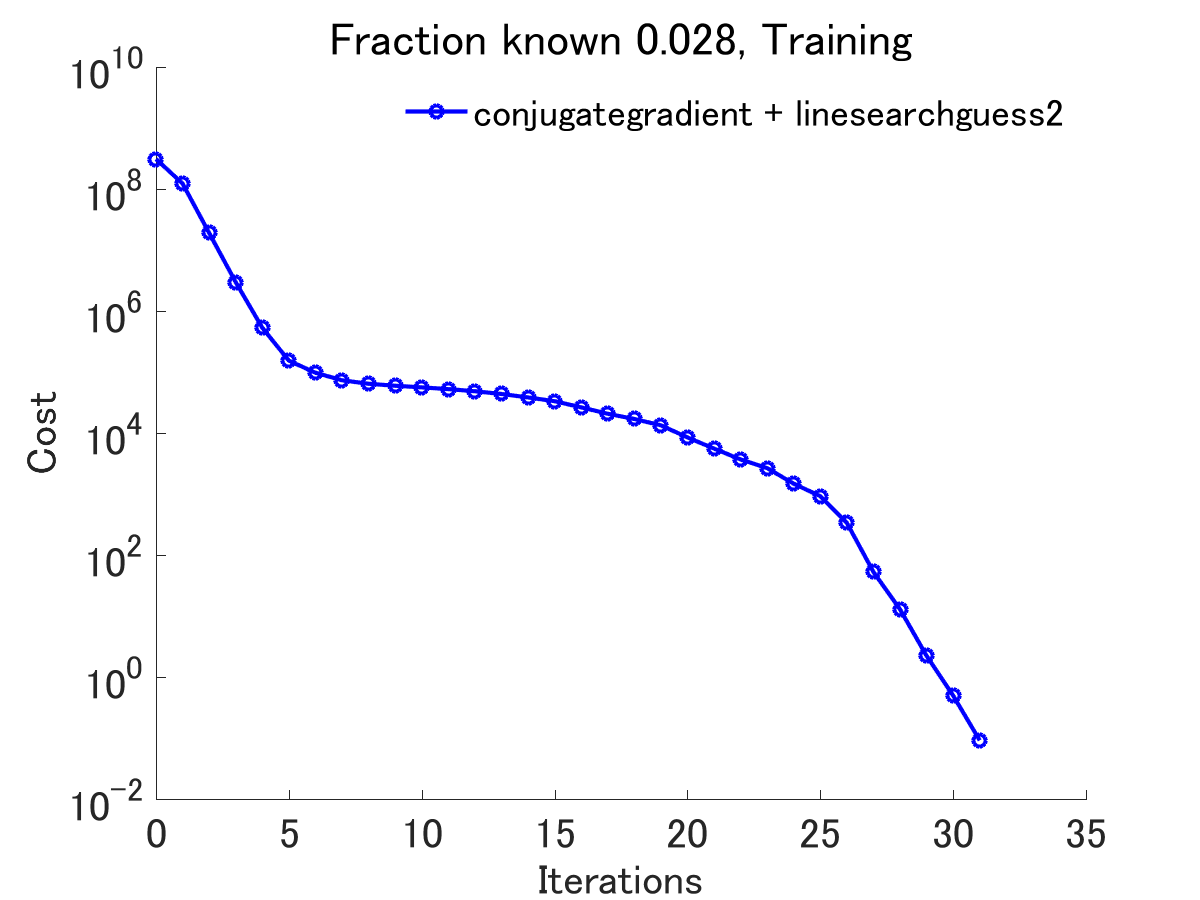 Fraction known 0.028, Training
conjugategradient + linesearchguess2
10^10
10^8
10^6
10^4
10^2
10^0
10^-2
Cost
0 5 10 15 20 25 30 35
Iterations